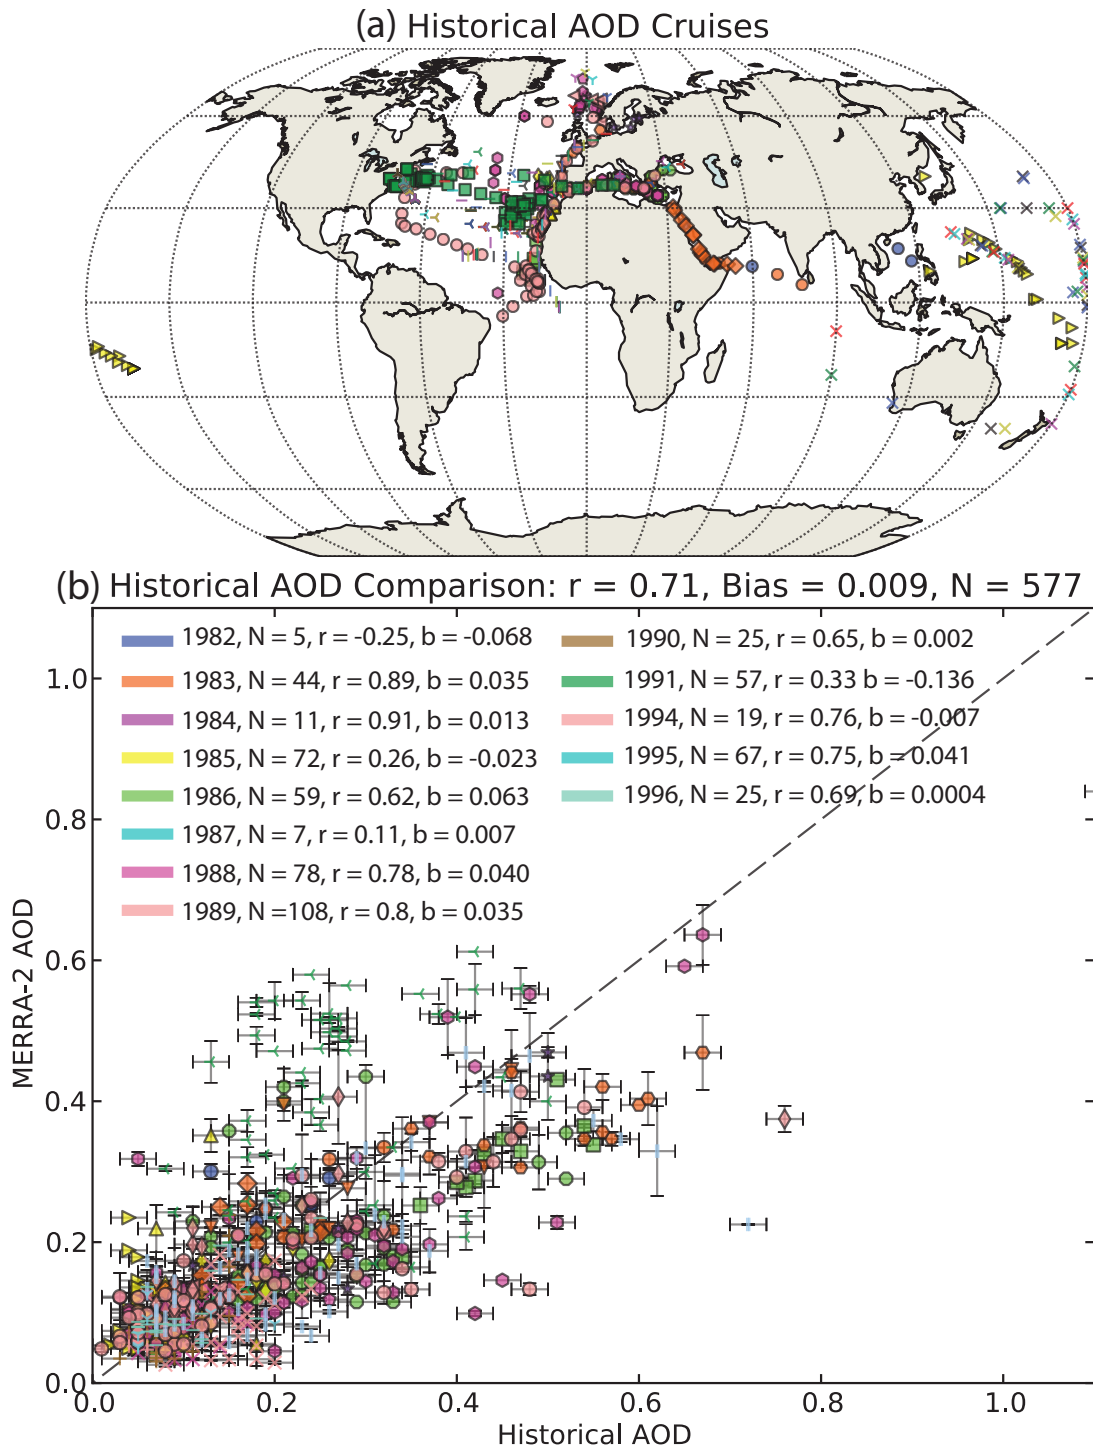 (a) Historical AOD Cruises
(b) Historical AOD Comparison: r = 0.71, Bias = 0.009, N = 577
1982, N = 5, r = -0.25, b = -0.068
1983, N = 44, r = 0.89, b = 0.035
1984, N = 11, r = 0.91, b = 0.013
1985, N = 72, r = 0.26, b = -0.023
1986, N = 59, r = 0.62, b = 0.063
1987, N = 7, r = 0.11, b = 0.007
1988, N = 78, r = 0.78, b = 0.040
1989, N =108, r = 0.8, b = 0.035
1990, N = 25, r = 0.65, b = 0.002
1991, N = 57, r = 0.33 b = -0.136
1994, N = 19, r = 0.76, b = -0.007
1995, N = 67, r = 0.75, b = 0.041
1996, N = 25, r = 0.69, b = 0.0004
MERRA-2 AOD
1.0
0.8
0.6
0.4
0.2
0.0
0.0 0.2 0.4 0.6 0.8 1.0
Historical AOD